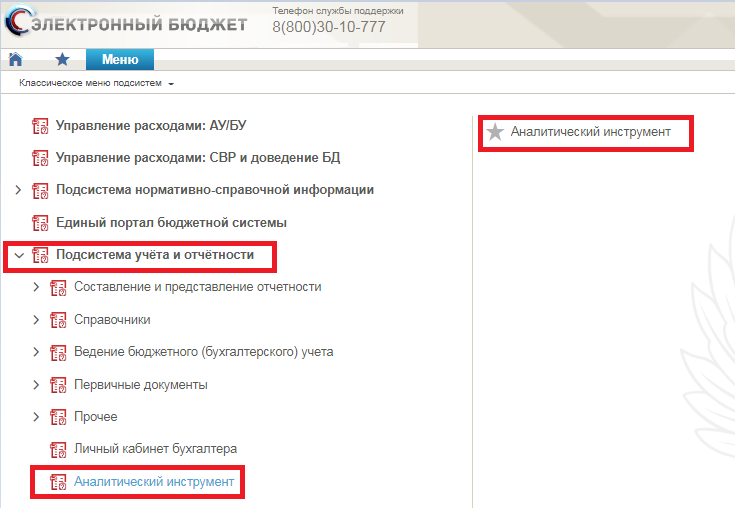 ЭЛЕКТРОННЫЙ БЮДЖЕТ
Телефон службы поддержки
8(800)30-10-777
Меню
Классическое меню подсистем
Управление расходами: АУ/БУ
Управление расходами: СВР и доведение БД
Подсистема нормативно-справочной информации
Единый портал бюджетной системы
Подсистема учёта и отчётности
Составление и представление отчетности
Справочники
Ведение бюджетного (бухгалтерского) учета
Первичные документы
Прочее
Личный кабинет бухгалтера
Аналитический инструмент
Аналитический инструмент